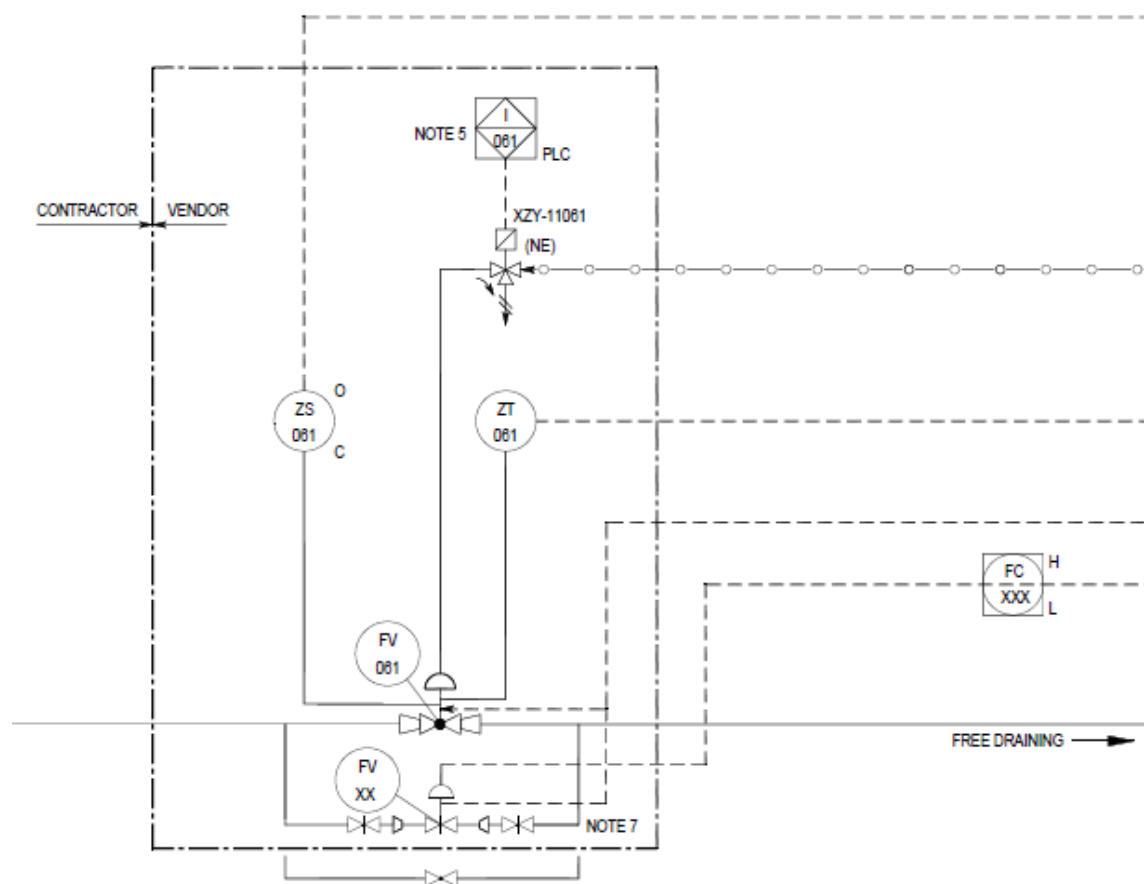 I
NOTE 5
061
PLC
CONTRACTOR
VENDOR
XZY-11061
(NE)
O
ZS
061
C
ZT
061
H
FC
XXX
L
FV
061
FREE DRAINING
FV
XX
NOTE 7